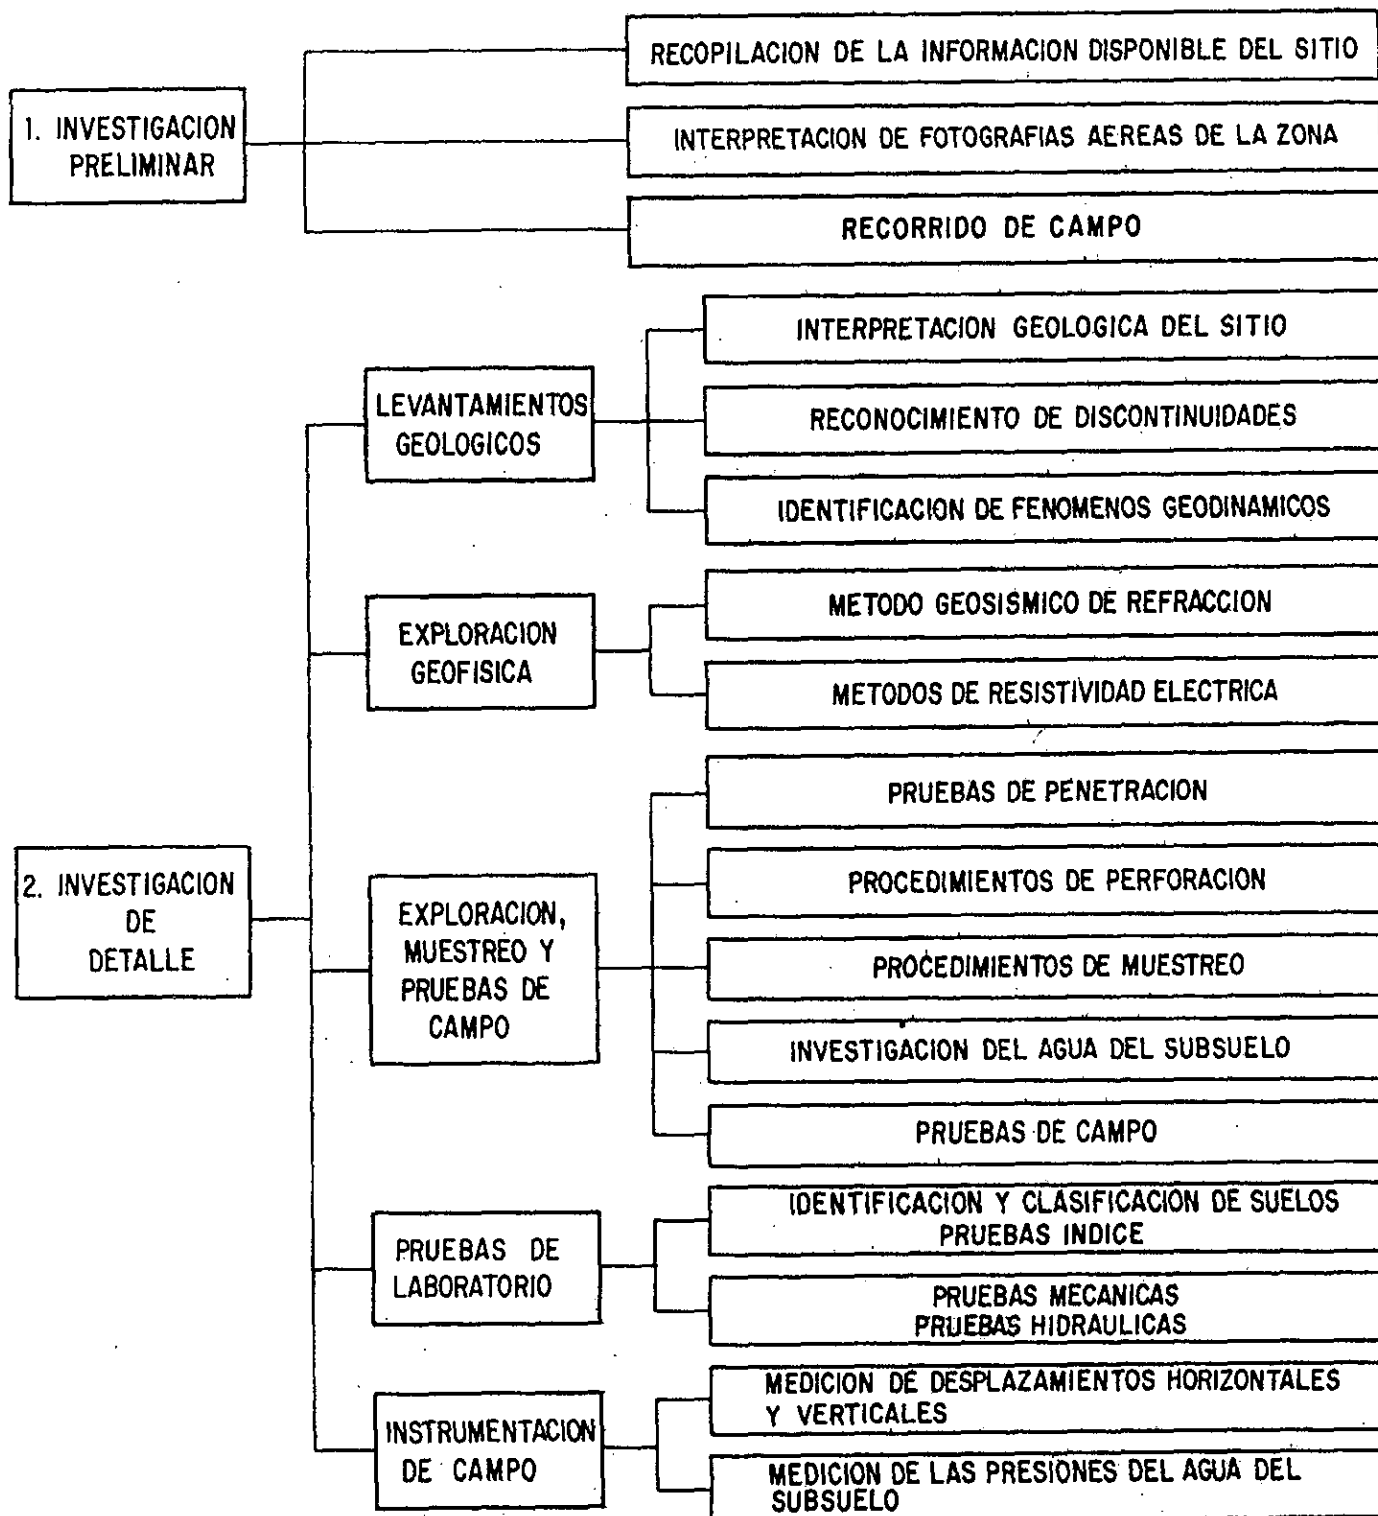 RECOPILACION DE LA INFORMACION DISPONIBLE DEL SITIO
1. INVESTIGACION
PRELIMINAR
INTERPRETACION DE FOTOGRAFIAS AEREAS DE LA ZONA
RECORRIDO DE CAMPO
LEVANTAMIENTOS
GEOLOGICOS
INTERPRETACION GEOLOGICA DEL SITIO
RECONOCIMIENTO DE DISCONTINUIDADES
IDENTIFICACION DE FENOMENOS GEODINAMICOS
EXPLORACION
GEOFISICA
METODO GEOSISMICO DE REFRACCION
METODOS DE RESISTIVIDAD ELECTRICA
2. INVESTIGACION
DE
DETALLE
EXPLORACION,
MUESTREO Y
PRUEBAS DE
CAMPO
PRUEBAS DE PENETRACION
PROCEDIMIENTOS DE PERFORACION
PROCEDIMIENTOS DE MUESTREO
INVESTIGACION DEL AGUA DEL SUBSUELO
PRUEBAS DE CAMPO
PRUEBAS DE
LABORATORIO
IDENTIFICACION Y CLASIFICACION DE SUELOS
PRUEBAS INDICE
PRUEBAS MECANICAS
PRUEBAS HIDRAULICAS
INSTRUMENTACION
DE CAMPO
MEDICION DE DESPLAZAMIENTOS HORIZONTALES
Y VERTICALES
MEDICION DE LAS PRESIONES DEL AGUA DEL
SUBSUELO